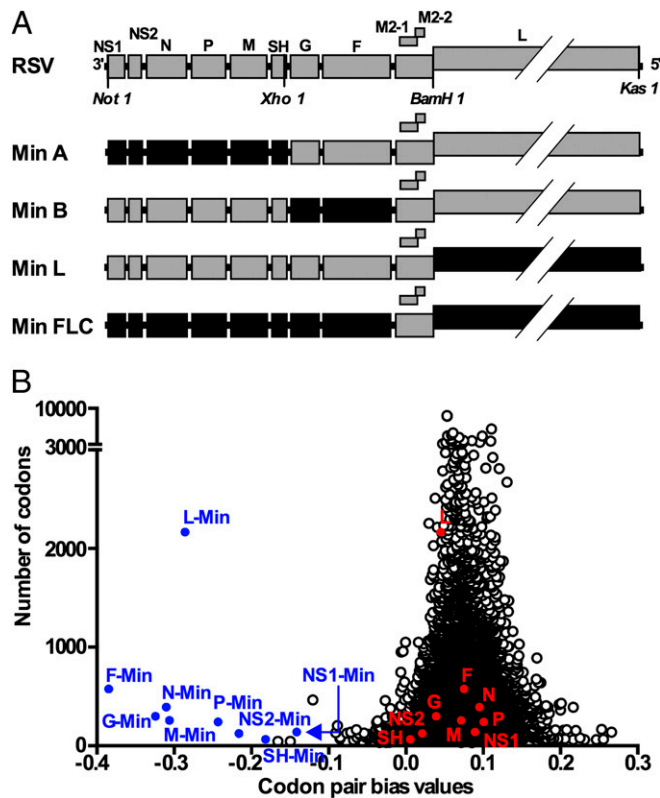 A
M2-1 M2-2
NS1 NS2 N P M SH G F L
RSV 3' 5'
Not 1 Xho 1 BamH 1 Kas 1
Min A
Min B
Min L
Min FLC
B
Number of codons
10000
3000
2000
1000
0
L-Min
L
F-Min
N-Min
NS1-Min
G-Min
P-Min
M-Min
NS2-Min
SH-Min
F
G
N
NS2
P
SH
M
NS1
-0.4 -0.3 -0.2 -0.1 0.0 0.1 0.2 0.3
Codon pair bias values